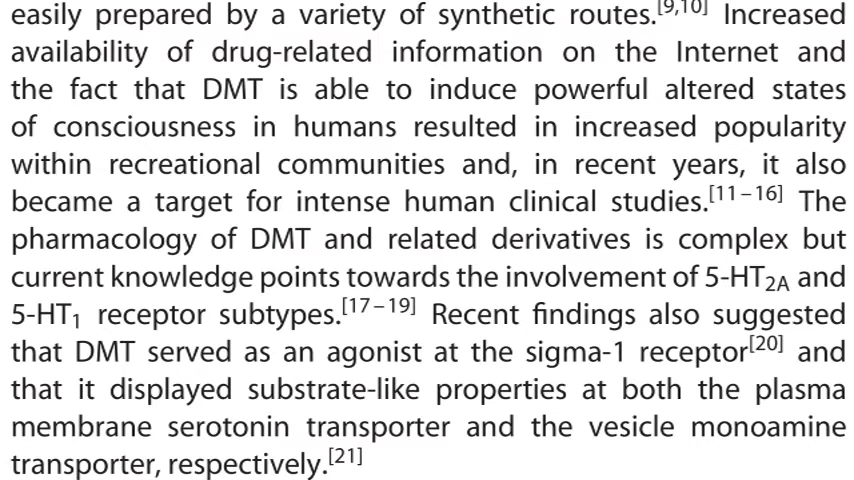 easily prepared by a variety of synthetic routes.[9,10] Increased
availability of drug-related information on the Internet and
the fact that DMT is able to induce powerful altered states
of consciousness in humans resulted in increased popularity
within recreational communities and, in recent years, it also
became a target for intense human clinical studies.[11–16] The
pharmacology of DMT and related derivatives is complex but
current knowledge points towards the involvement of 5-HT2A and
5-HT1 receptor subtypes.[17–19] Recent findings also suggested
that DMT served as an agonist at the sigma-1 receptor[20] and
that it displayed substrate-like properties at both the plasma
membrane serotonin transporter and the vesicle monoamine
transporter, respectively.[21]